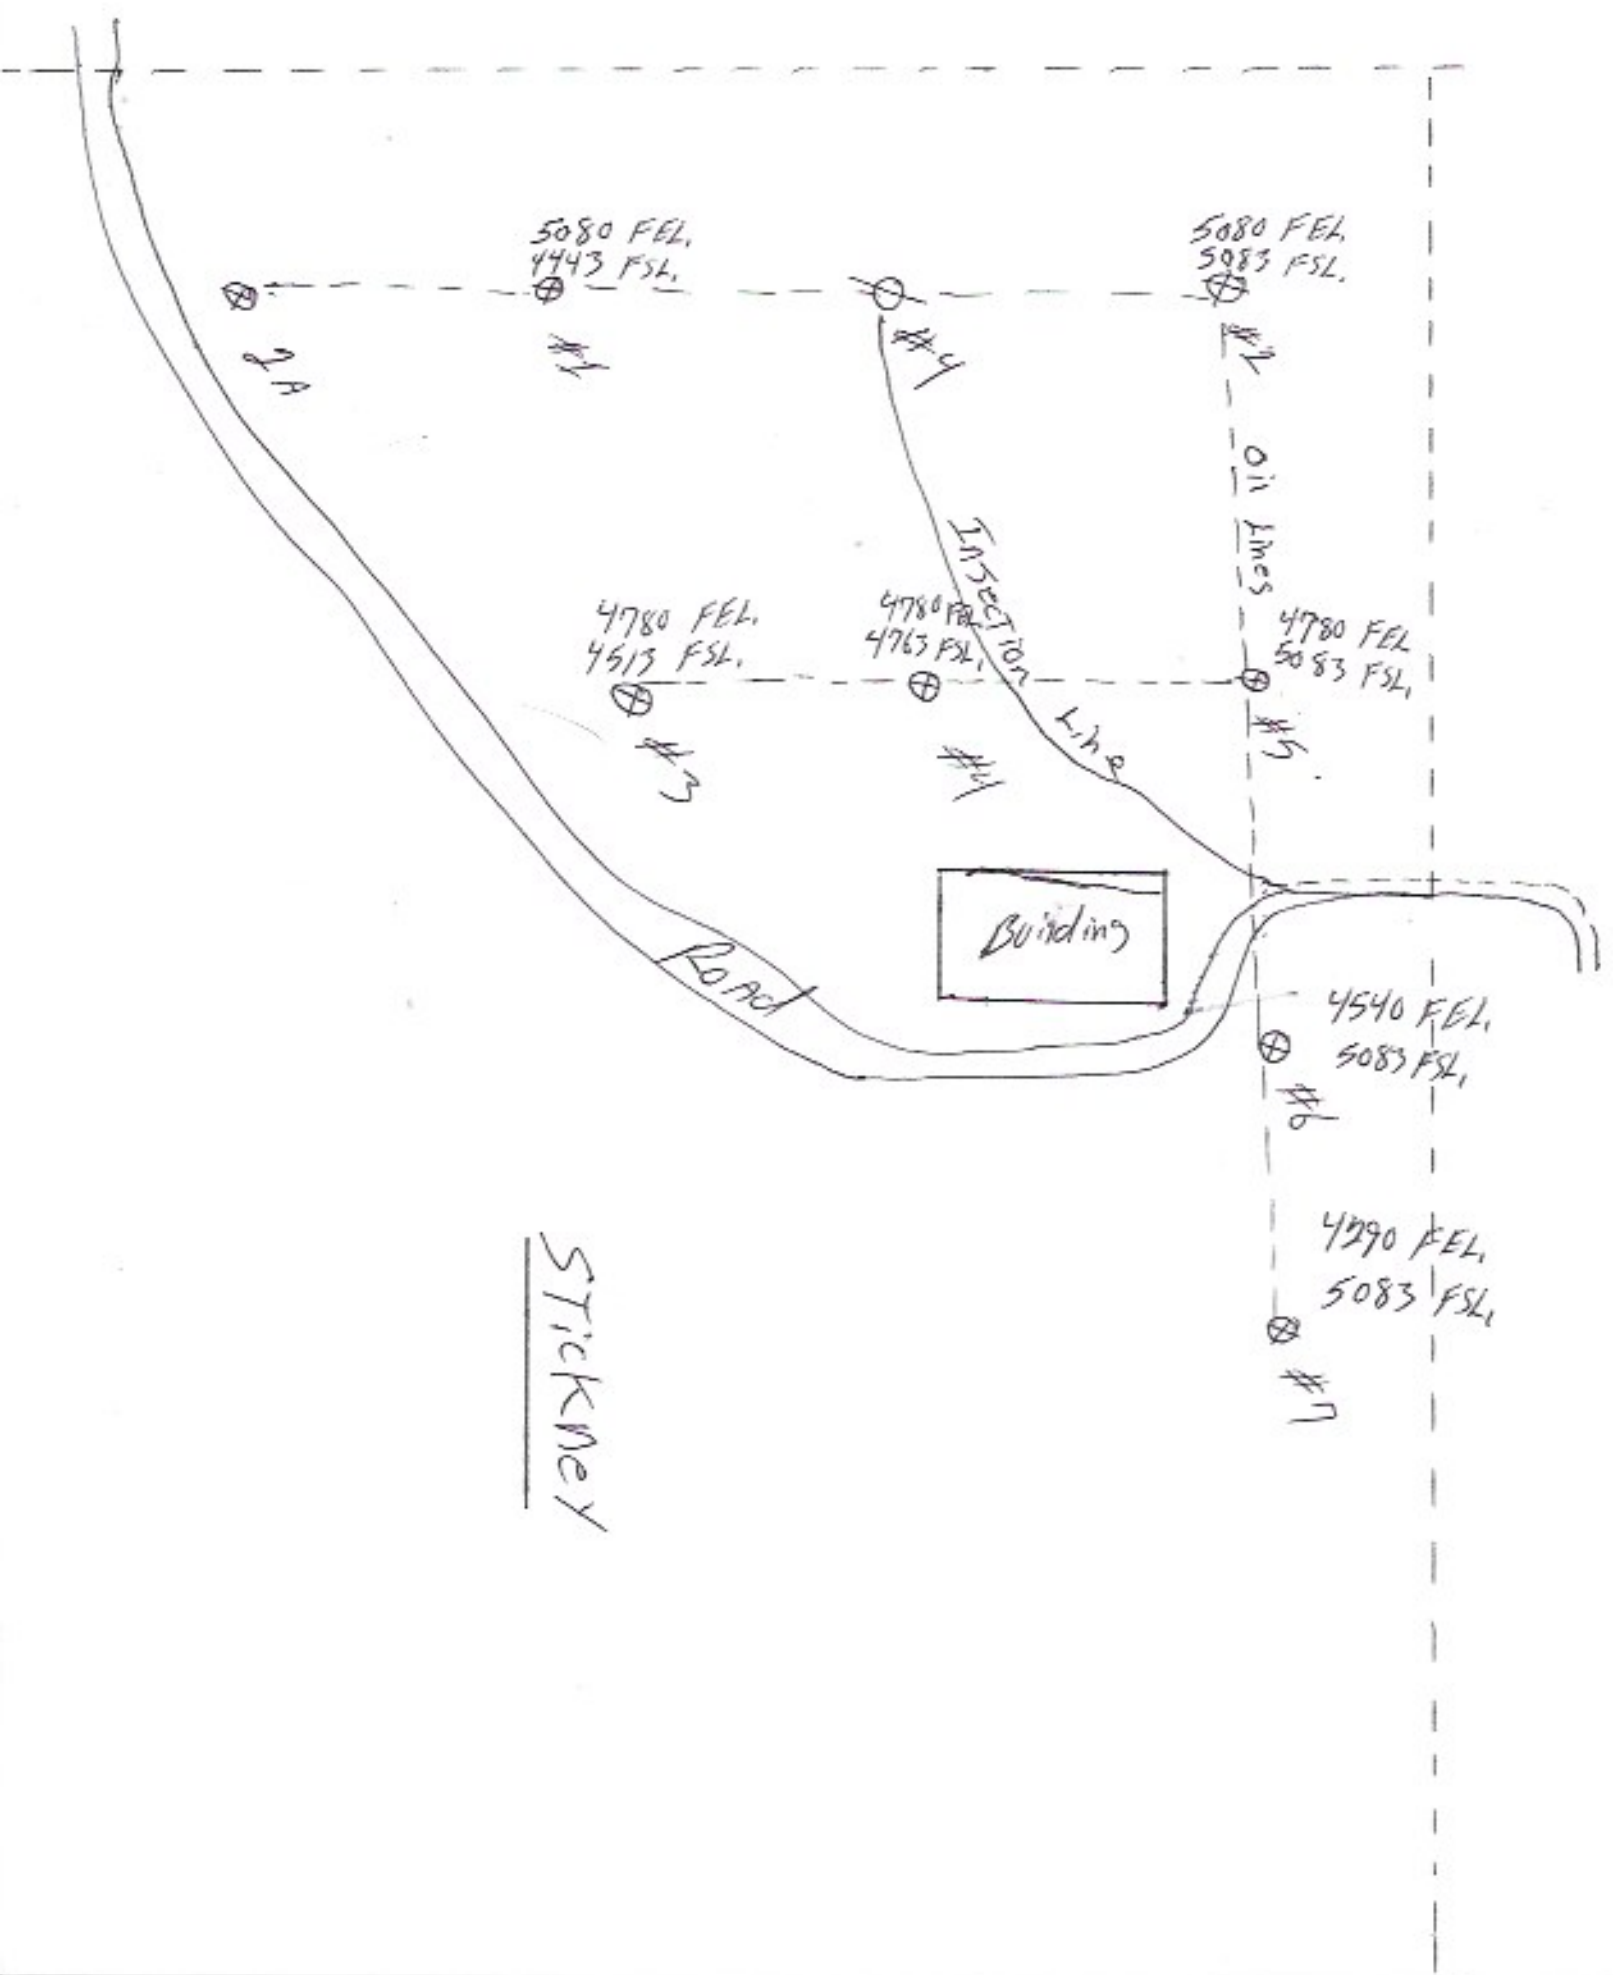 5080 FEL.
4443 FSL.
5080 FEL.
5083 FSL.
2A
#1
#4
#2
Oil Lines
InSecTion Line
4780 FEL.
4513 FSL.
4780 FEL
4763 FSL.
4780 FEL
5083 FSL.
#3
#4
#5
Building
Road
4540 FEL.
5083 FSL.
#6
4290 FEL.
5083 FSL.
#7
STickney